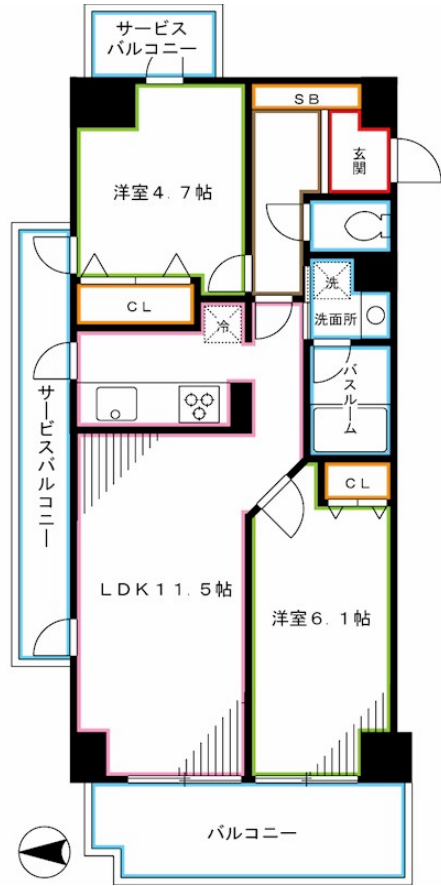 サービス
バルコニー
SB
玄関
洋室4.7帖
洗
洗面所
CL
冷
バスルーム
サービスバルコニー
CL
LDK11.5帖
洋室6.1帖
バルコニー